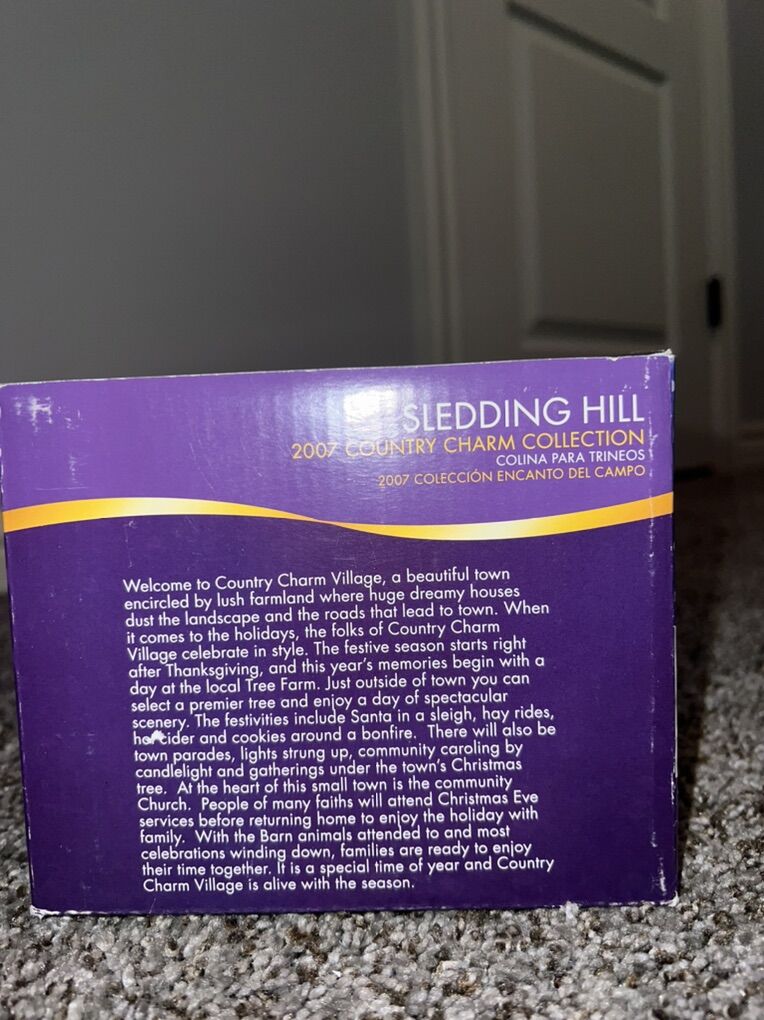 SLEDDING HILL
2007 COUNTRY CHARM COLLECTION
COLINA PARA TRINEOS
2007 COLECCIÓN ENCANTO DEL CAMPO
Welcome to Country Charm Village, a beautiful town
encircled by lush farmland where huge dreamy houses
dust the landscape and the roads that lead to town. When
it comes to the holidays, the folks of Country Charm
Village celebrate in style. The festive season starts right
after Thanksgiving, and this year's memories begin with a
day at the local Tree Farm. Just outside of town you can
select a premier tree and enjoy a day of spectacular
scenery. The festivities include Santa in a sleigh, hay rides,
hot cider and cookies around a bonfire. There will also be
town parades, lights strung up, community caroling by
candlelight and gatherings under the town's Christmas
tree. At the heart of this small town is the community
Church. People of many faiths will attend Christmas Eve
services before returning home to enjoy the holiday with
family. With the Barn animals attended to and most
celebrations winding down, families are ready to enjoy
their time together. It is a special time of year and Country
Charm Village is alive with the season.